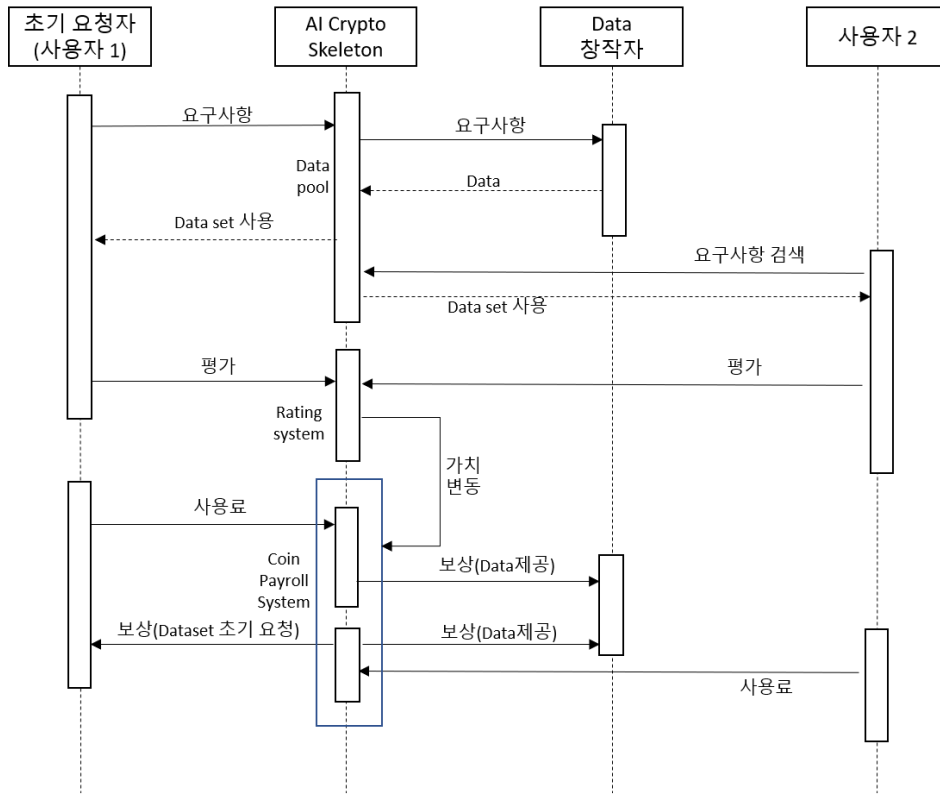 초기 요청자
(사용자 1)
AI Crypto
Skeleton
Data
창작자
사용자 2
요구사항
요구사항
Data
pool
Data
Data set 사용
요구사항 검색
Data set 사용
평가
평가
Rating
system
가치
변동
사용료
Coin
Payroll
System
보상(Data제공)
보상(Dataset 초기 요청)
보상(Data제공)
사용료